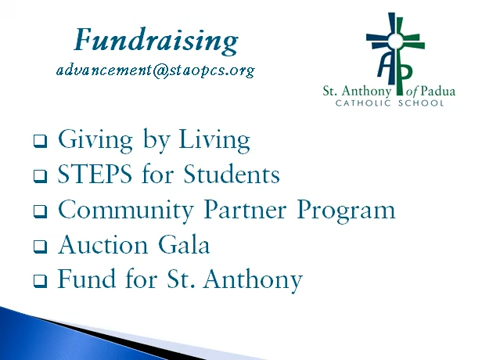 Fundraising
advancement@staopcs.org
AP
St. Anthony of Padua
CATHOLIC SCHOOL
Giving by Living
STEPS for Students
Community Partner Program
Auction Gala
Fund for St. Anthony